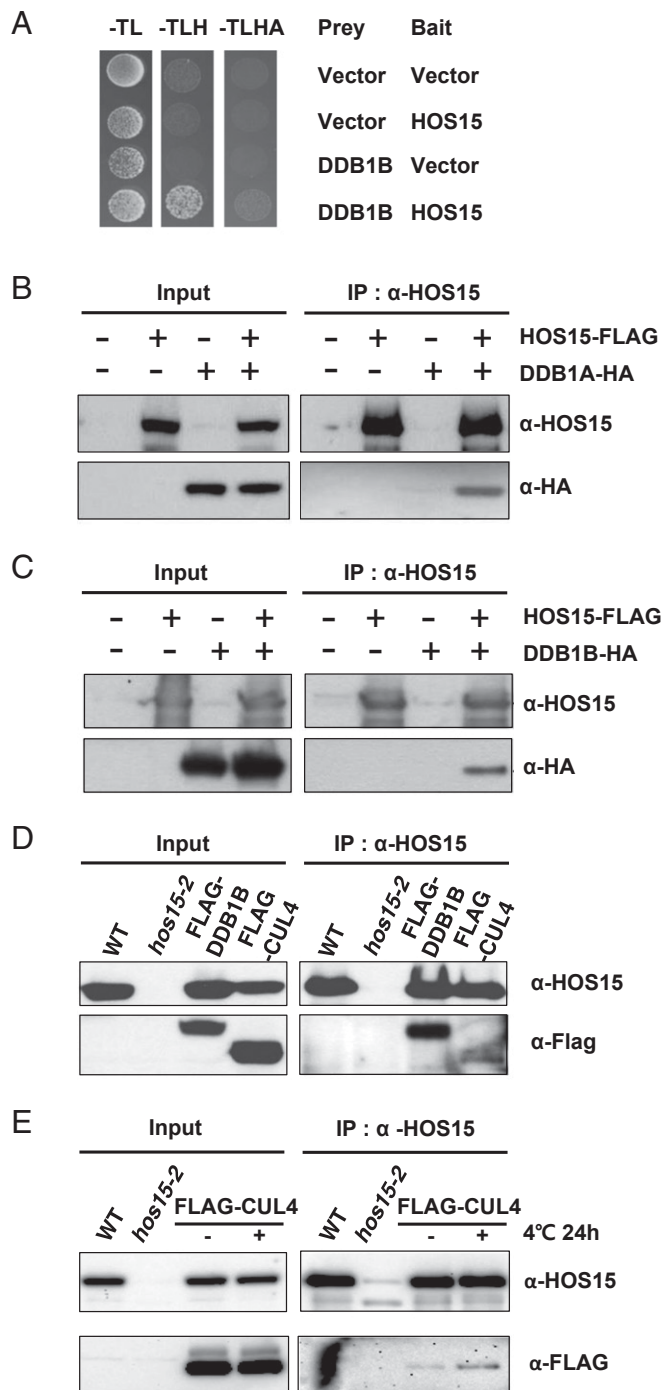 A
-TL -TLH -TLHA Prey Bait
Vector Vector
Vector HOS15
DDB1B Vector
DDB1B HOS15
B
Input IP : α-HOS15
- + - + - + - + HOS15-FLAG
- - + + - - + + DDB1A-HA
α-HOS15
α-HA
C
Input IP : α-HOS15
- + - + - + - + HOS15-FLAG
- - + + - - + + DDB1B-HA
α-HOS15
α-HA
D
Input IP : α-HOS15
WT hos15-2 FLAG-DDB1B FLAG-CUL4 WT hos15-2 FLAG-DDB1B FLAG-CUL4
α-HOS15
α-Flag
E
Input IP : α -HOS15
WT hos15-2 FLAG-CUL4 WT hos15-2 FLAG-CUL4
- + - + 4℃ 24h
α-HOS15
α-FLAG